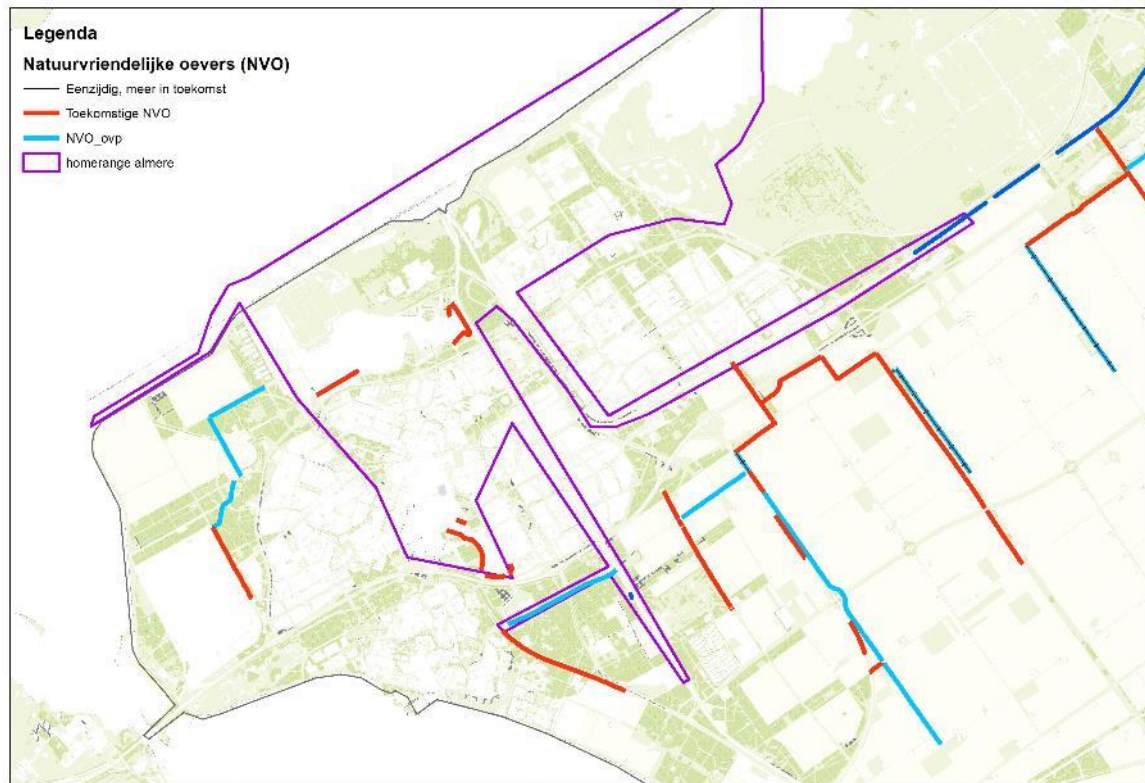 Legenda
Natuurvriendelijke oevers (NVO)
Eenzijdig, meer in toekomst
Toekomstige NVO
NVO_ovp
homerange almere